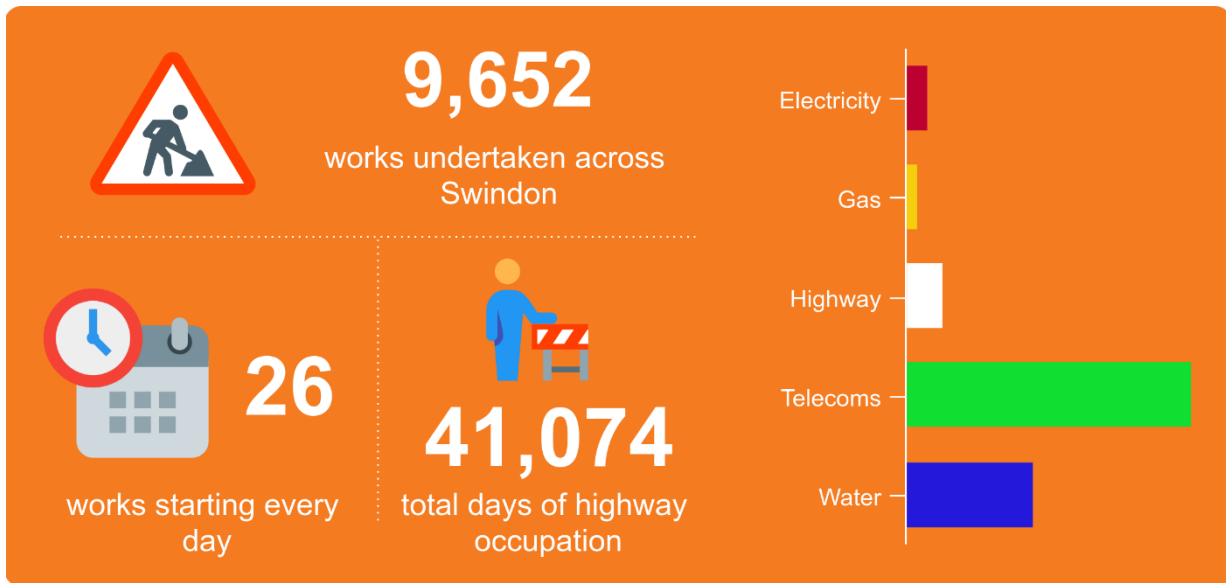 9,652
works undertaken across
Swindon
26
works starting every
day
41,074
total days of highway
occupation
Electricity
Gas
Highway
Telecoms
Water